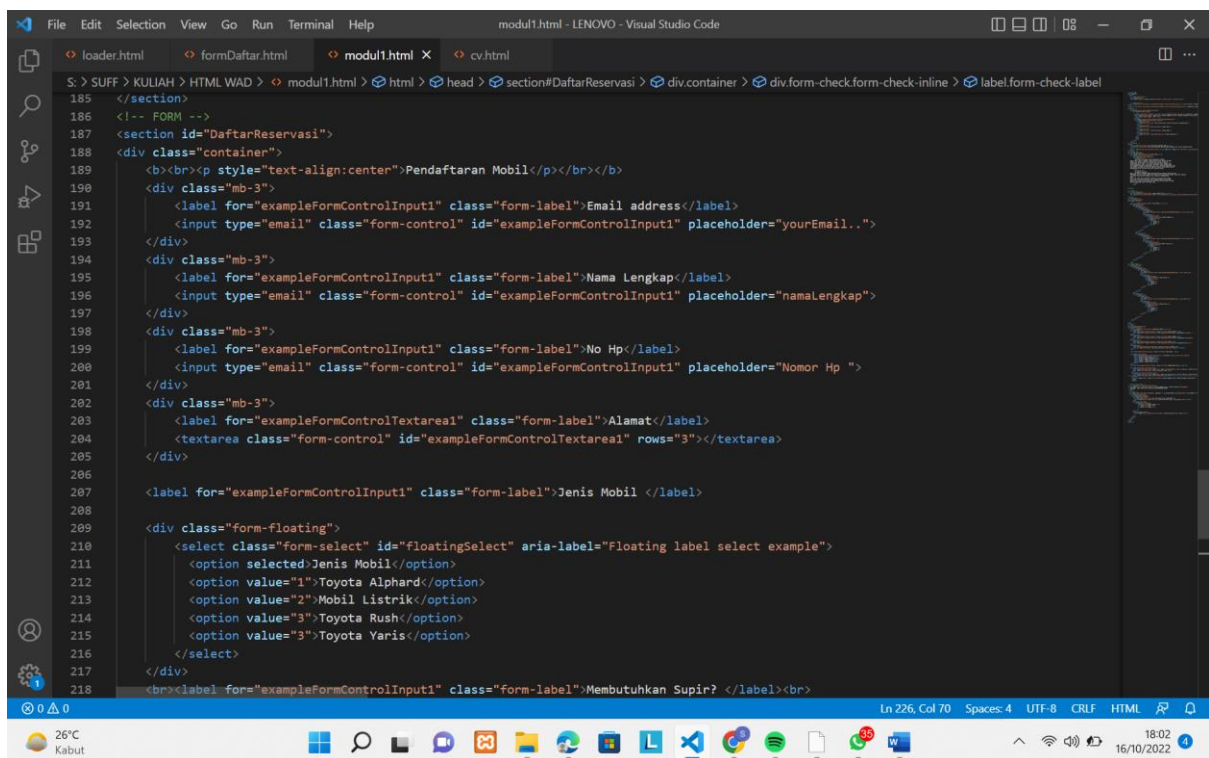 File Edit Selection View Go Run Terminal Help modul1.html - LENOVO - Visual Studio Code
loader.html formDaftar.html modul1.html cv.html
S: > SUFF > KULIAH > HTML WAD > modul1.html > html > head > section#DaftarReservasi > div.container > div.form-check.form-check-inline > label.form-check-label
185 </section>
186 <!-- FORM -->
187 <section id="DaftarReservasi">
188 <div class="container">
189 <b><br><p style="text-align:center">Pendaftaran Mobil</p></br></b>
190 <div class="mb-3">
191 <label for="exampleFormControlInput1" class="form-label">Email address</label>
192 <input type="email" class="form-control" id="exampleFormControlInput1" placeholder="yourEmail..">
193 </div>
194 <div class="mb-3">
195 <label for="exampleFormControlInput1" class="form-label">Nama Lengkap</label>
196 <input type="email" class="form-control" id="exampleFormControlInput1" placeholder="namaLengkap">
197 </div>
198 <div class="mb-3">
199 <label for="exampleFormControlInput1" class="form-label">No Hp</label>
200 <input type="email" class="form-control" id="exampleFormControlInput1" placeholder="Nomor Hp ">
201 </div>
202 <div class="mb-3">
203 <label for="exampleFormControlTextarea1" class="form-label">Alamat</label>
204 <textarea class="form-control" id="exampleFormControlTextarea1" rows="3"></textarea>
205 </div>
206
207 <label for="exampleFormControlInput1" class="form-label">Jenis Mobil </label>
208
209 <div class="form-floating">
210 <select class="form-select" id="floatingSelect" aria-label="Floating label select example">
211 <option selected>Jenis Mobil</option>
212 <option value="1">Toyota Alphard</option>
213 <option value="2">Mobil Listrik</option>
214 <option value="3">Toyota Rush</option>
215 <option value="3">Toyota Yaris</option>
216 </select>
217 </div>
218 <br><label for="exampleFormControlInput1" class="form-label">Membutuhkan Supir? </label><br>
1
0 0 Ln 226, Col 70 Spaces: 4 UTF-8 CRLF HTML
26°C
Kabut
L S 35 W
18:02
16/10/2022 4